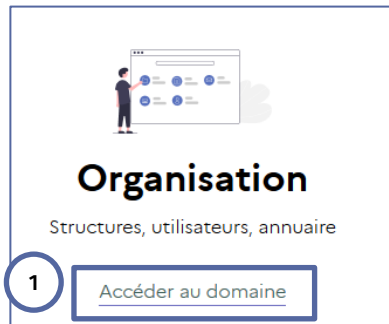 Organisation
Structures, utilisateurs, annuaire
1
Accéder au domaine